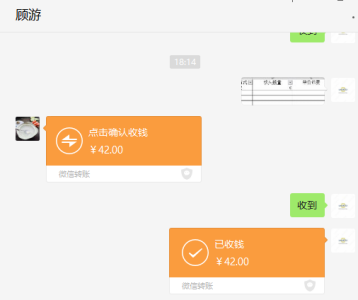 顾游
收到
18:14
点击确认收钱
￥42.00
微信转账
收到
已收钱
￥42.00
微信转账